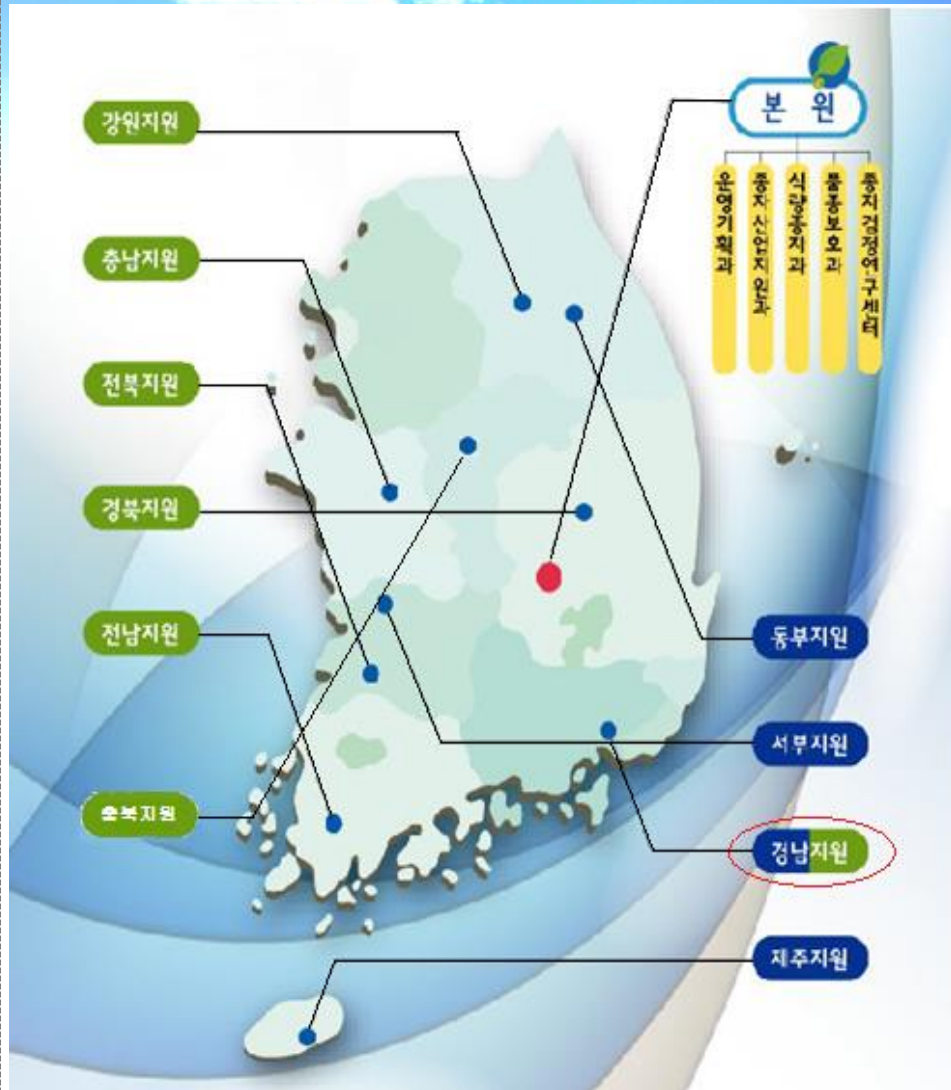 본 원
운영기획과
종자산업지원과
식량종자과
품종보호과
종자검정연구센터
강원지원
충남지원
전북지원
경북지원
전남지원
충북지원
동부지원
서부지원
경남지원
제주지원